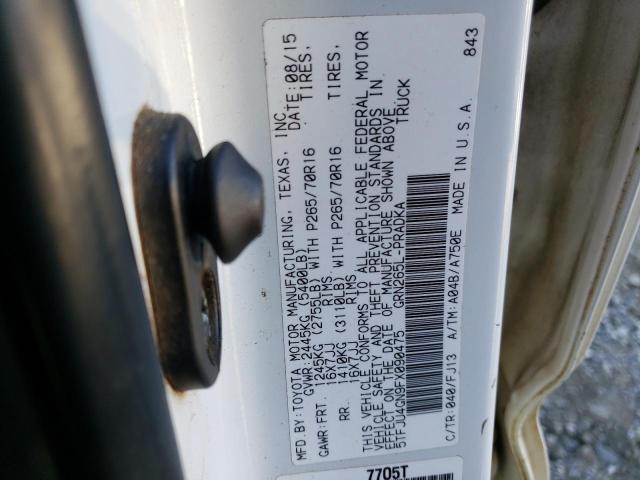 MFD.BY:TOYOTA MOTOR MANUFACTURING, TEXAS, INC
GVWR:2445KG (5400LB) DATE:08/15
GAWR:FRT. 1245KG (2755LB) WITH P265/70R16 TIRES,
16X7JJ RIMS
RR. 1410KG (3110LB) WITH P265/70R16 TIRES,
16X7JJ RIMS
THIS VEHICLE CONFORMS TO ALL APPLICABLE FEDERAL MOTOR
VEHICLE SAFETY AND THEFT PREVENTION STANDARDS IN
EFFECT ON THE DATE OF MANUFACTURE SHOWN ABOVE
5TFJU4GN9FX090475 TRUCK
GRN265L-PRADKA
C/TR:040/FJ13 A/TM:A04B/A750E MADE IN U.S.A 843
7705T